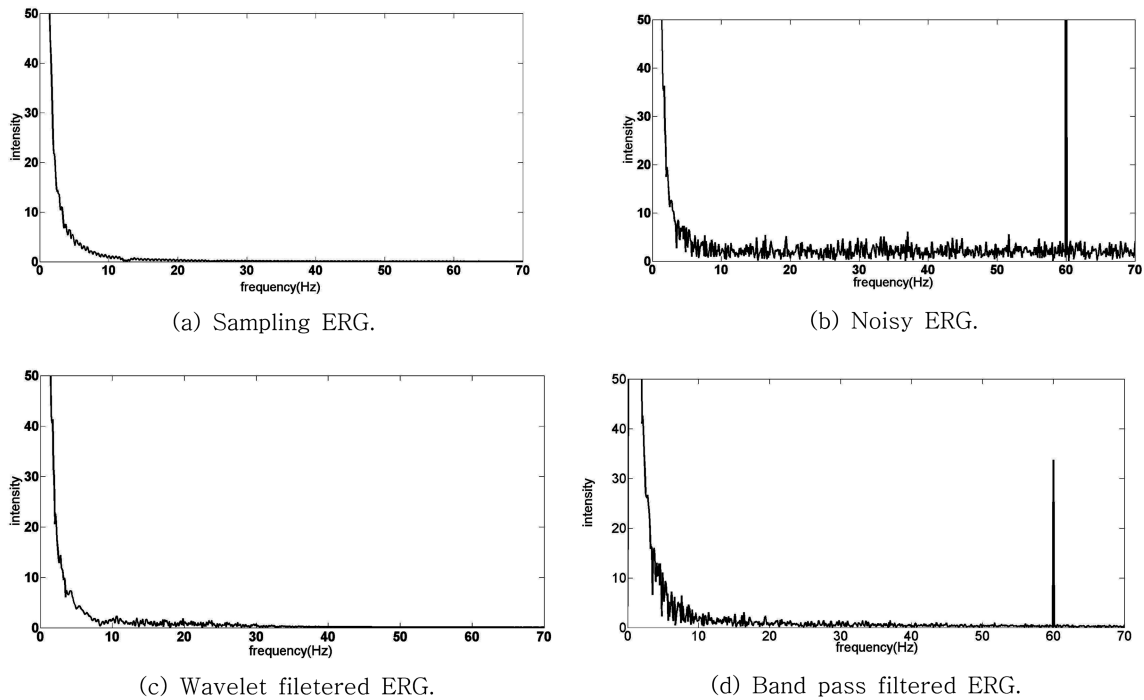 50
40
30
20
10
0
intensity
0 10 20 30 40 50 60 70
frequency(Hz)
(a) Sampling ERG.
50
40
30
20
10
0
intensity
0 10 20 30 40 50 60 70
frequency(Hz)
(b) Noisy ERG.
50
40
30
20
10
0
intensity
0 10 20 30 40 50 60 70
frequency(Hz)
(c) Wavelet filetered ERG.
50
40
30
20
10
0
intensity
0 10 20 30 40 50 60 70
frequency(Hz)
(d) Band pass filtered ERG.